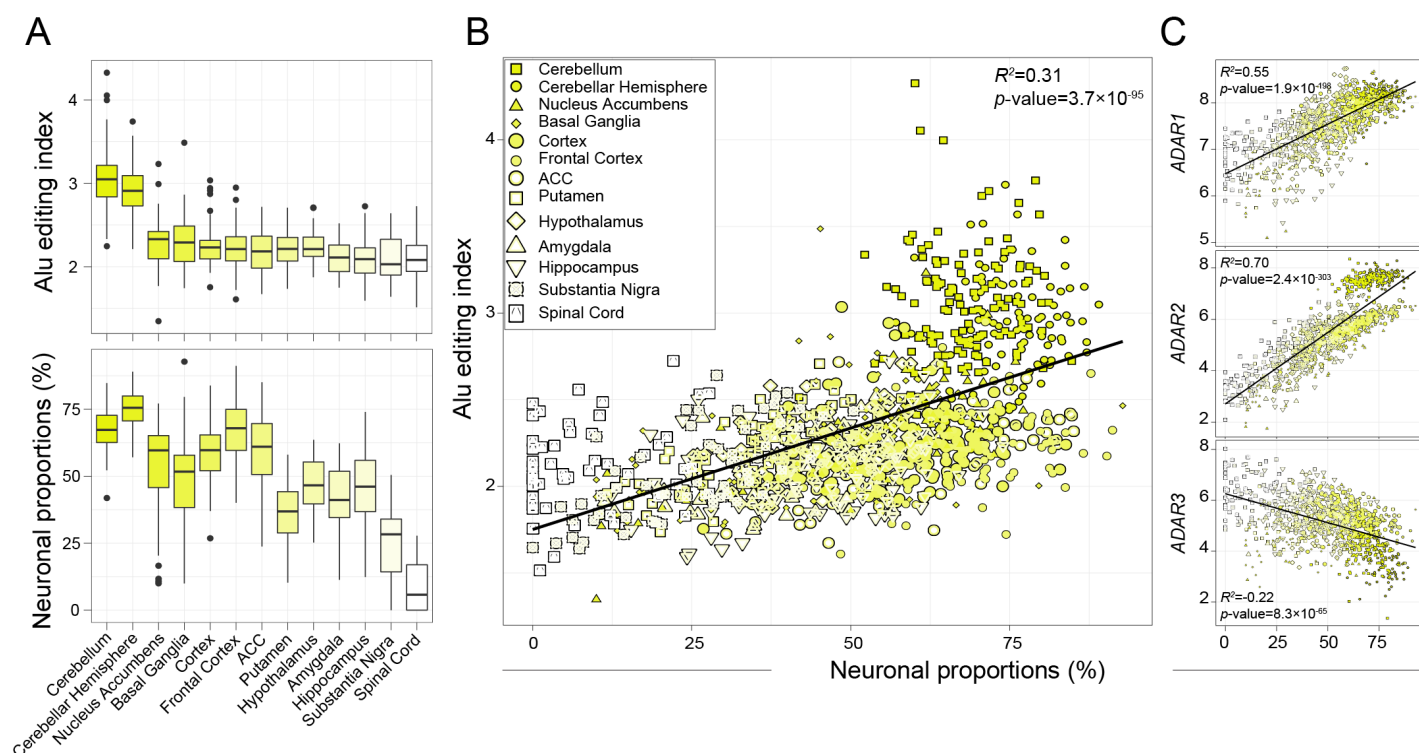 A
Alu editing index
4
3
2
Neuronal proportions (%)
75
50
25
0
Cerebellum
Cerebellar Hemisphere
Nucleus Accumbens
Basal Ganglia
Cortex
Frontal Cortex
ACC
Putamen
Hypothalamus
Amygdala
Hippocampus
Substantia Nigra
Spinal Cord
B
Cerebellum
Cerebellar Hemisphere
Nucleus Accumbens
Basal Ganglia
Cortex
Frontal Cortex
ACC
Putamen
Hypothalamus
Amygdala
Hippocampus
Substantia Nigra
Spinal Cord
R²=0.31
p-value=3.7×10⁻⁹⁵
Alu editing index
4
3
2
0
25
50
75
Neuronal proportions (%)
C
R²=0.55
p-value=1.9×10⁻¹⁹⁸
ADAR1
8
7
6
5
R²=0.70
p-value=2.4×10⁻³⁰³
ADAR2
8
6
4
2
ADAR3
8
6
4
2
R²=-0.22
p-value=8.3×10⁻⁶⁵
0
25
50
75